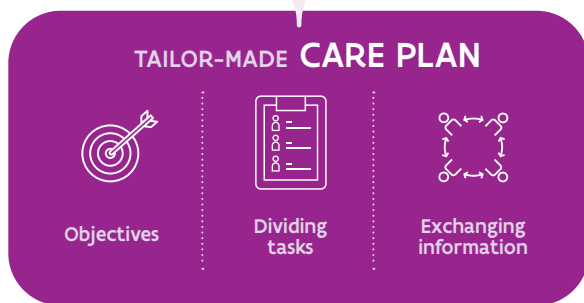 TAILOR-MADE CARE PLAN
Objectives
Dividing
tasks
Exchanging
information